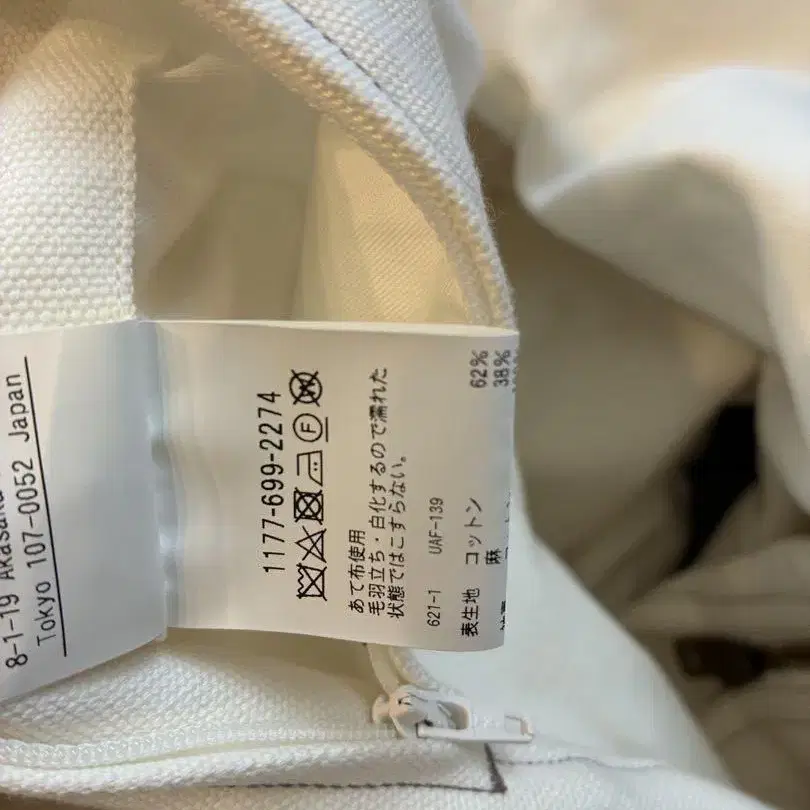 8-1-19 Akasaka
Tokyo 107-0052 Japan
1177-699-2274
F W
あて布使用
毛羽立ち・白化するので濡れた
状態ではこすらない。
621-1 UAF-139
表生地 コットン 62%
麻 38%